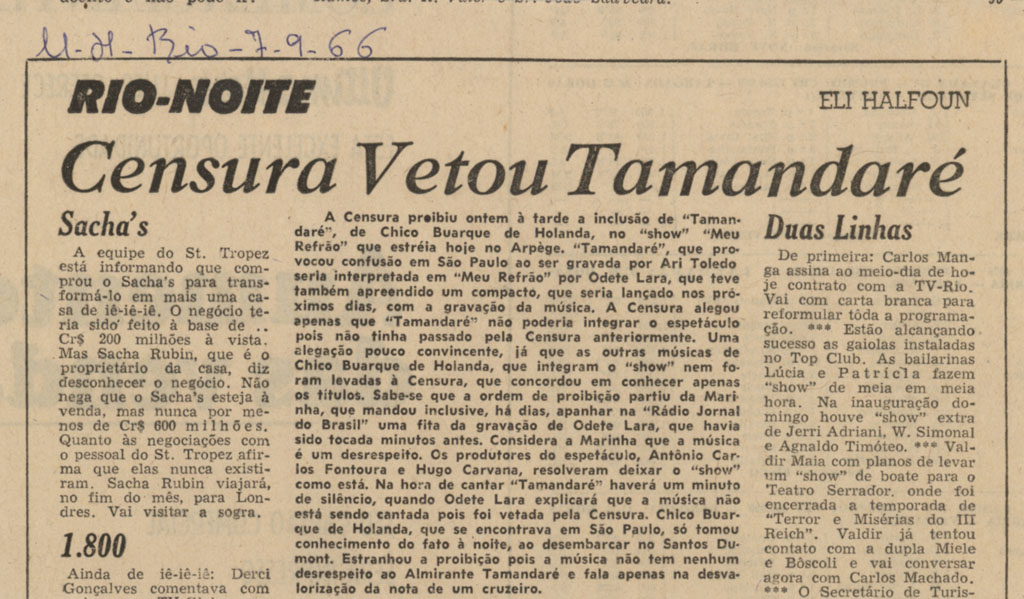 U-H- Rio - 7-9-66
RIO-NOITE
ELI HALFOUN
Censura Vetou Tamandaré
Sacha's
A equipe do St. Tropez
está informando que com-
prou o Sacha's para trans-
formá-lo em mais uma ca-
sa de iê-iê-iê. O negócio te-
ria sido feito à base de ..
Cr$ 200 milhões à vista.
Mas Sacha Rubin, que é o
proprietário da casa, diz
desconhecer o negócio. Não
nega que o Sacha's esteja à
venda, mas nunca por me-
nos de Cr$ 600 milhões.
Quanto às negociações com
o pessoal do St. Tropez afir-
ma que elas nunca existi-
ram. Sacha Rubin viajará,
no fim do mês, para Lon-
dres. Vai visitar a sogra.
1.800
Ainda de iê-iê-iê: Derci
Gonçalves comentava com
A Censura proibiu ontem à tarde a inclusão de "Taman-
daré", de Chico Buarque de Holanda, no "show" "Meu
Refrão" que estréia hoje no Arpège. "Tamandaré", que pro-
vocou confusão em São Paulo ao ser gravada por Ari Toledo
seria interpretada em "Meu Refrão" por Odete Lara, que teve
também apreendido um compacto, que seria lançado nos pró-
ximos dias, com a gravação da música. A Censura alegou
apenas que "Tamandaré" não poderia integrar o espetáculo
pois não tinha passado pela Censura anteriormente. Uma
alegação pouco convincente, já que as outras músicas de
Chico Buarque de Holanda, que integram o "show" nem fo-
ram levadas à Censura, que concordou em conhecer apenas
os títulos. Sabe-se que a ordem de proibição partiu da Mari-
nha, que mandou inclusive, há dias, apanhar na "Rádio Jornal
do Brasil" uma fita da gravação de Odete Lara, que havia
sido tocada minutos antes. Considera a Marinha que a música
é um desrespeito. Os produtores do espetáculo, Antônio Car-
los Fontoura e Hugo Carvana, resolveram deixar o "show"
como está. Na hora de cantar "Tamandaré" haverá um minuto
de silêncio, quando Odete Lara explicará que a música não
está sendo cantada pois foi vetada pela Censura. Chico Buar-
que de Holanda, que se encontrava em São Paulo, só tomou
conhecimento do fato à noite, ao desembarcar no Santos Du-
mont. Estranhou a proibição pois a música não tem nenhum
desrespeito ao Almirante Tamandaré e fala apenas na desva-
lorização da nota de um cruzeiro.
Duas Linhas
De primeira: Carlos Man-
ga assina ao meio-dia de ho-
je contrato com a TV-Rio.
Vai com carta branca para
reformular tôda a programa-
ção. *** Estão alcançando
sucesso as gaiolas instaladas
no Top Club. As bailarinas
Lúcia e Patrícia fazem
"show" de meia em meia
hora. Na inauguração do-
mingo houve "show" extra
de Jerri Adriani, W. Simonal
e Agnaldo Timóteo. *** Val-
dir Maia com planos de levar
um "show" de boate para o
Teatro Serrador, onde foi
encerrada a temporada de
"Terror e Misérias do III
Reich". Valdir já tentou
contato com a dupla Miele
e Bôscoli e vai conversar
agora com Carlos Machado.
*** O Secretário de Turis-